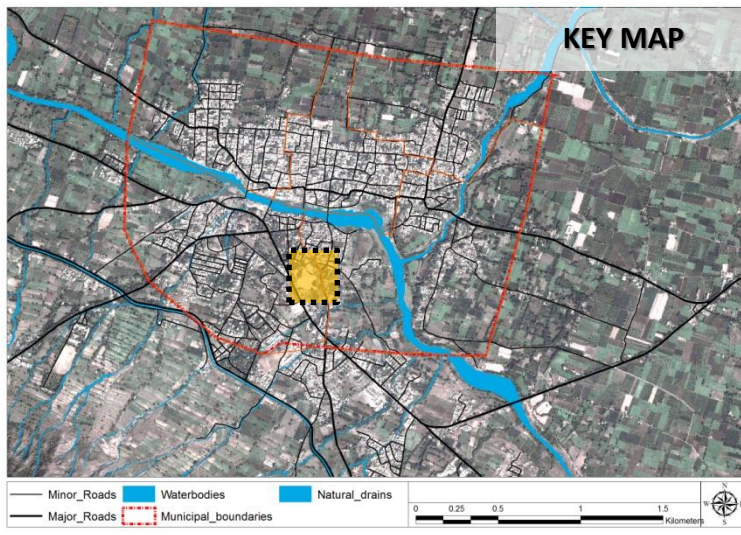 KEY MAP
Minor_Roads Waterbodies Natural_drains
Major_Roads Municipal_boundaries
0 0.25 0.5 1 1.5
Kilometers
N
W E
S